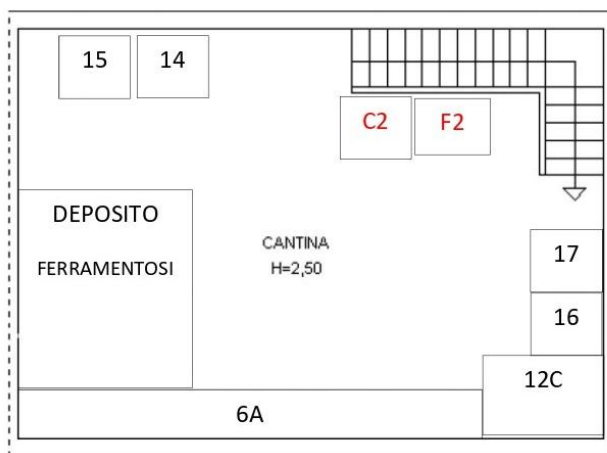 15
14
C2
F2
DEPOSITO
FERRAMENTOSI
CANTINA
H=2,50
17
16
12C
6A